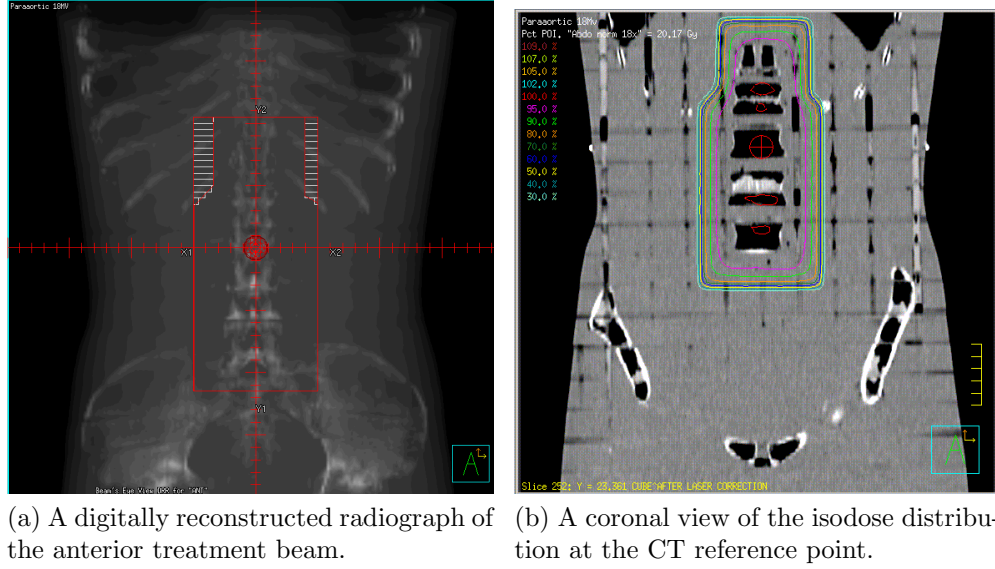 Paraaortic 18MV
Y2
X1
X2
Y1
A
Beam's Eye View DRR for "ANT"
Paraaortic 18Mv
Pct POI, "Abdo norm 18x" = 20.17 Gy
109.0 %
107.0 %
105.0 %
102.0 %
100.0 %
95.0 %
90.0 %
80.0 %
70.0 %
60.0 %
50.0 %
40.0 %
30.0 %
A
Slice 252: Y = 23.361 CUBE^AFTER LASER CORRECTION
(a) A digitally reconstructed radiograph of
the anterior treatment beam.
(b) A coronal view of the isodose distribu-
tion at the CT reference point.